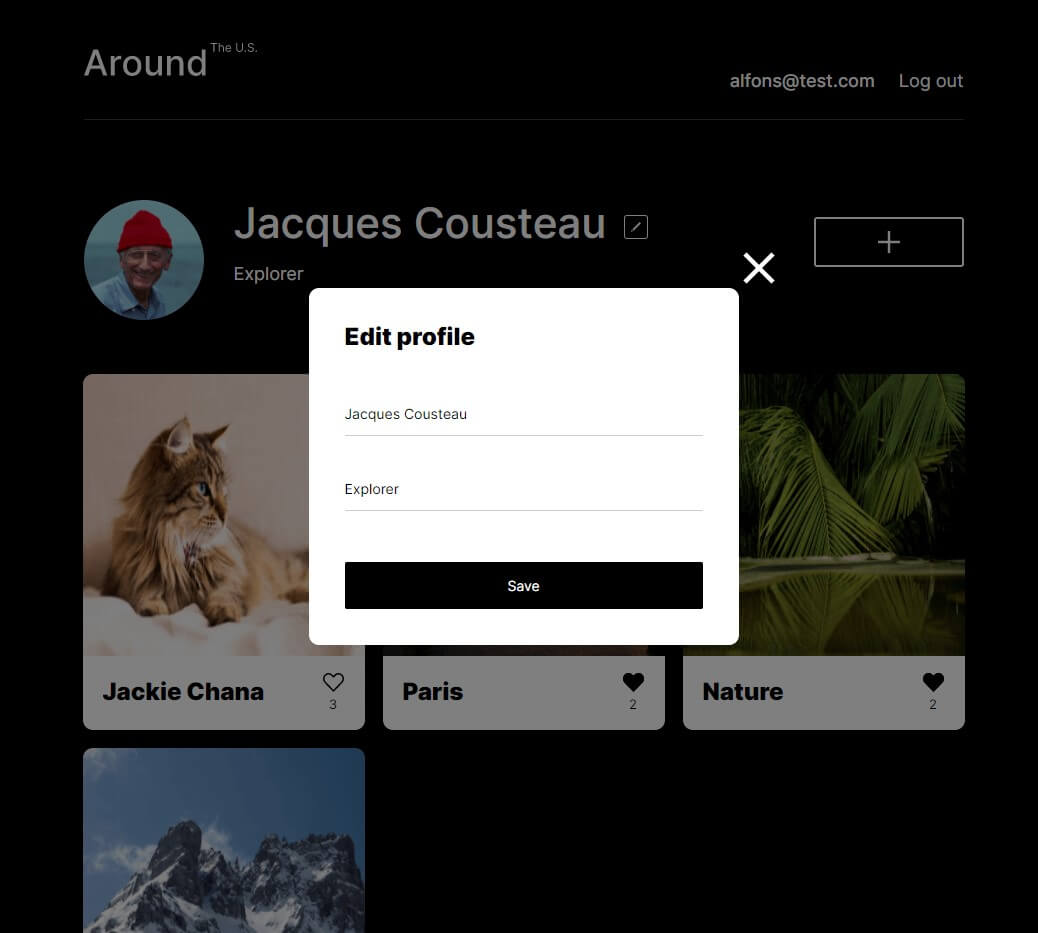 Around The U.S.
alfons@test.com Log out
Jacques Cousteau
Explorer
Edit profile
Jacques Cousteau
Explorer
Save
Jackie Chana
3
Paris
2
Nature
2